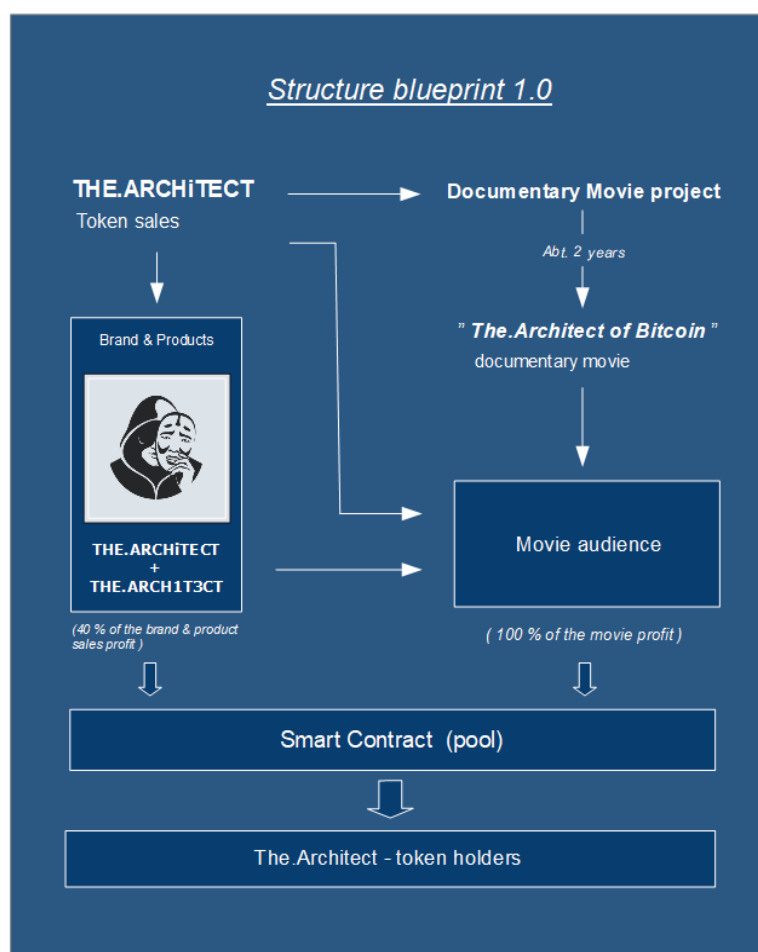 Structure blueprint 1.0
THE.ARCHiTECT
Token sales
Documentary Movie project
Abt. 2 years
” The.Architect of Bitcoin ”
documentary movie
Brand & Products
THE.ARCHiTECT
+
THE.ARCH1T3CT
Movie audience
(40 % of the brand & product
sales profit )
( 100 % of the movie profit )
Smart Contract (pool)
The.Architect - token holders